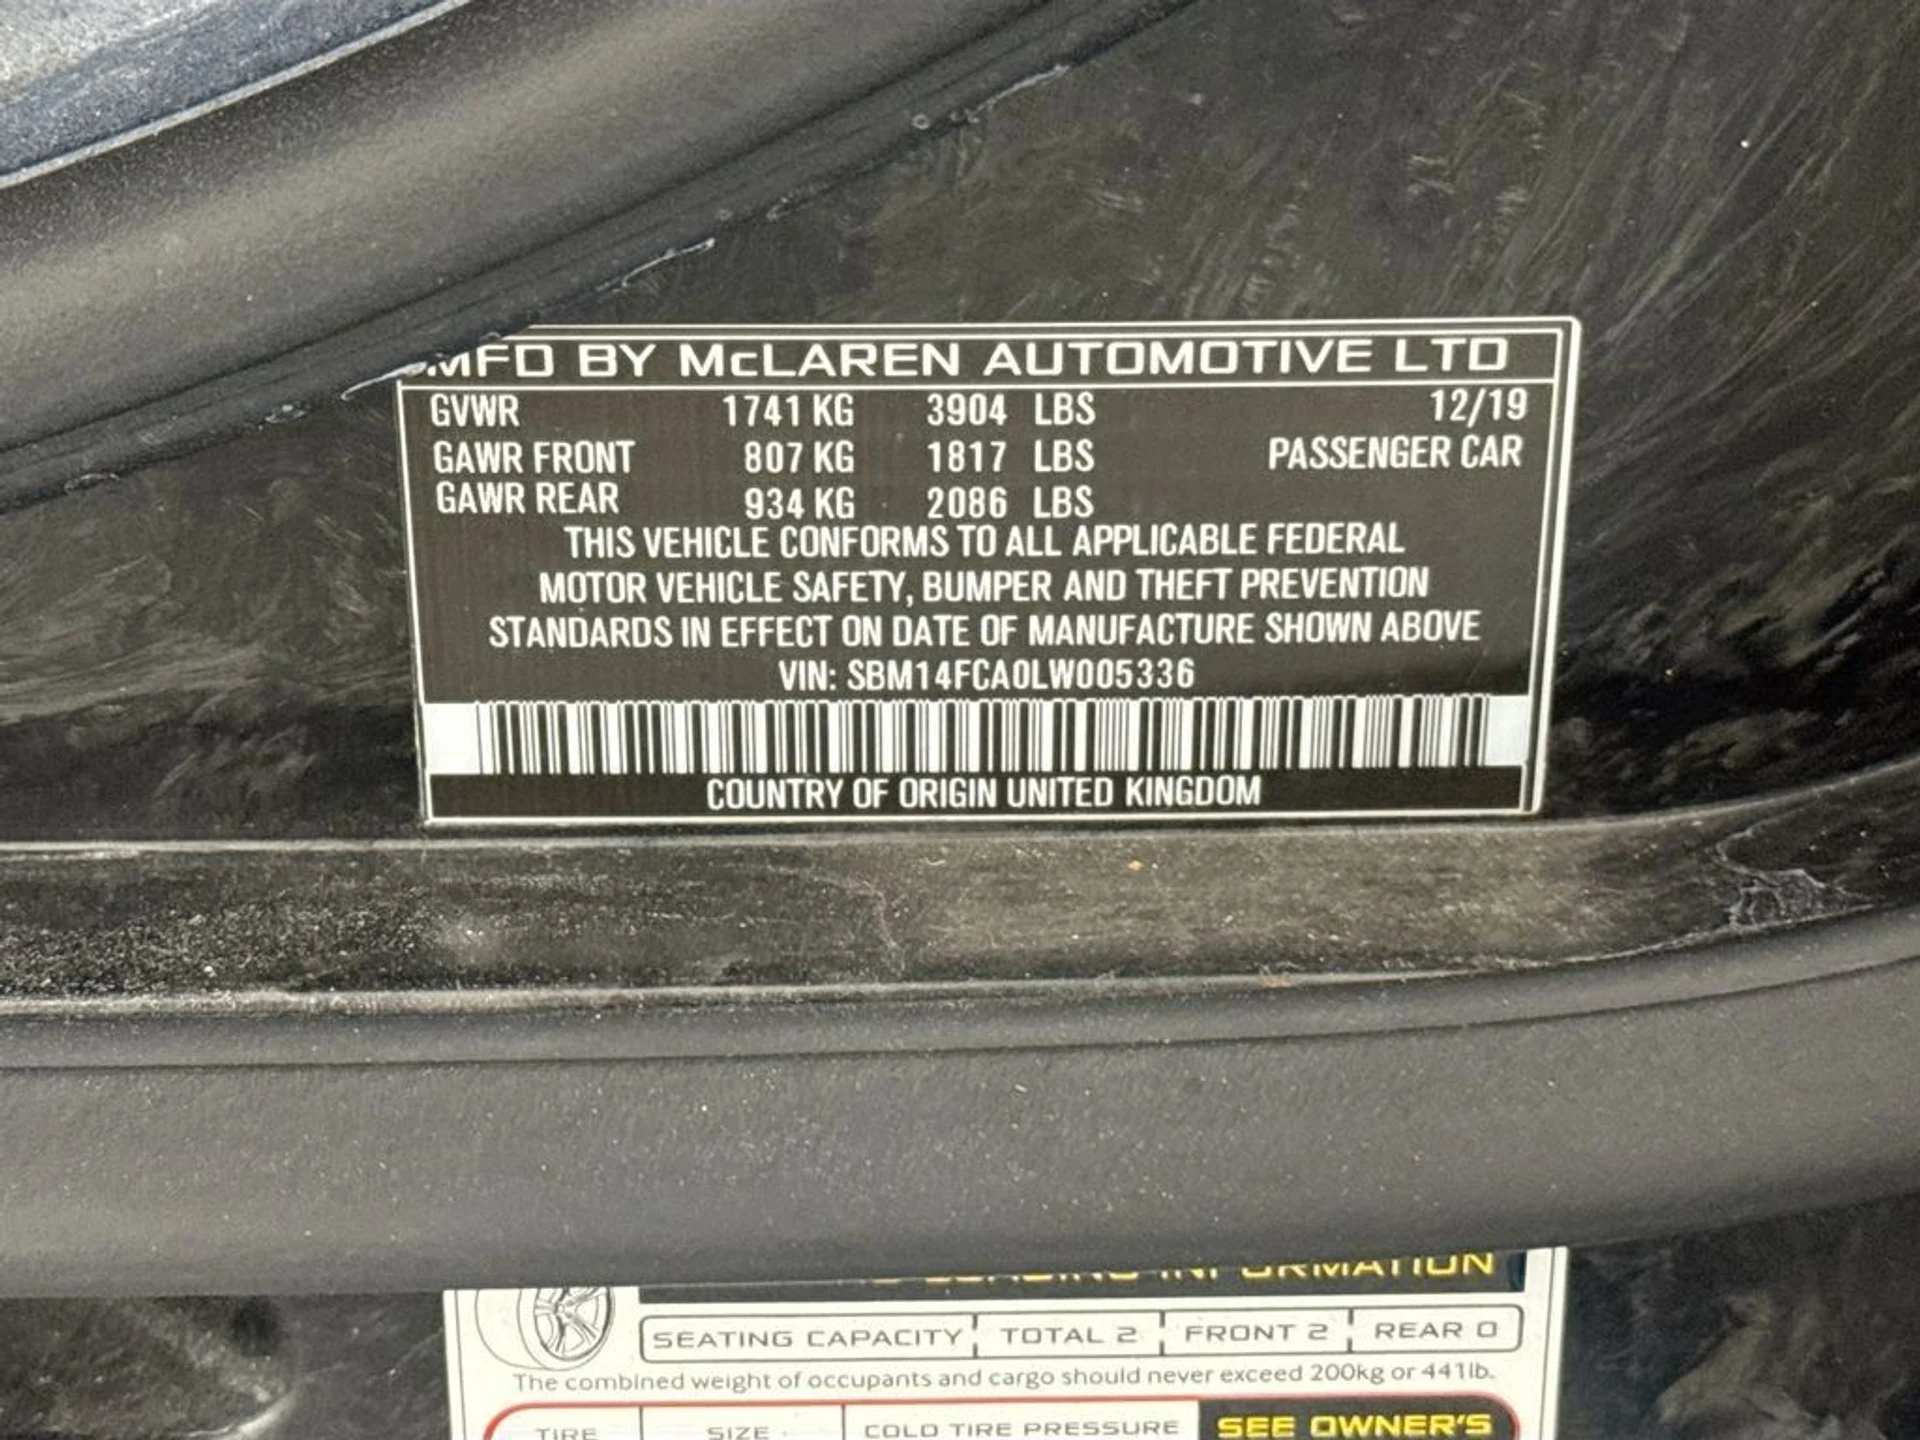 MFD BY McLAREN AUTOMOTIVE LTD
GVWR 1741 KG 3904 LBS 12/19
GAWR FRONT 807 KG 1817 LBS PASSENGER CAR
GAWR REAR 934 KG 2086 LBS
THIS VEHICLE CONFORMS TO ALL APPLICABLE FEDERAL
MOTOR VEHICLE SAFETY, BUMPER AND THEFT PREVENTION
STANDARDS IN EFFECT ON DATE OF MANUFACTURE SHOWN ABOVE
VIN: SBM14FCA0LW005336
COUNTRY OF ORIGIN UNITED KINGDOM
LOADING INFORMATION
SEATING CAPACITY TOTAL 2 FRONT 2 REAR 0
The combined weight of occupants and cargo should never exceed 200kg or 441lb.
TIRE SIZE COLD TIRE PRESSURE SEE OWNER'S